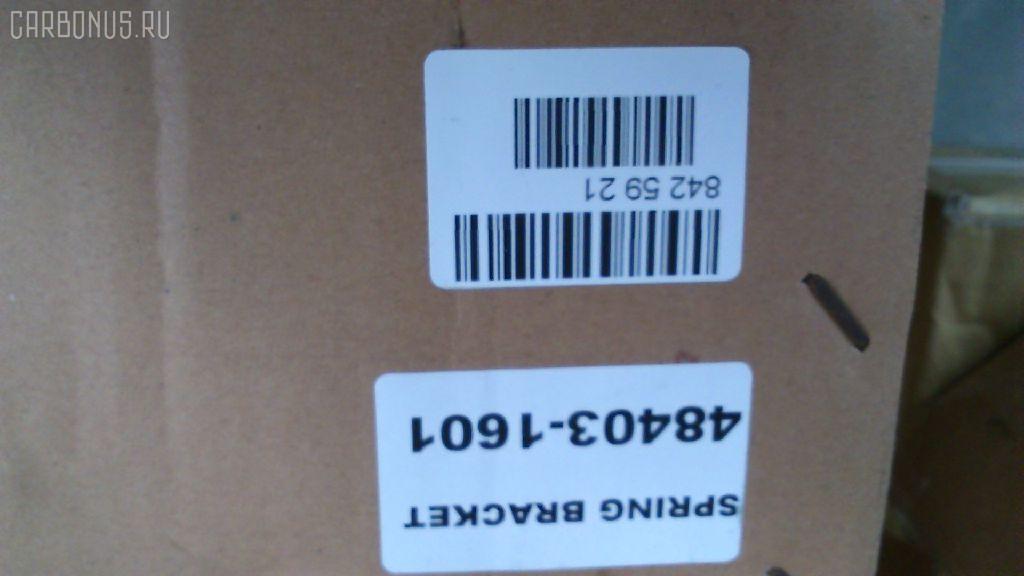 CARBONUS.RU
SPRING BRACKET
48403-1601
842 59 21